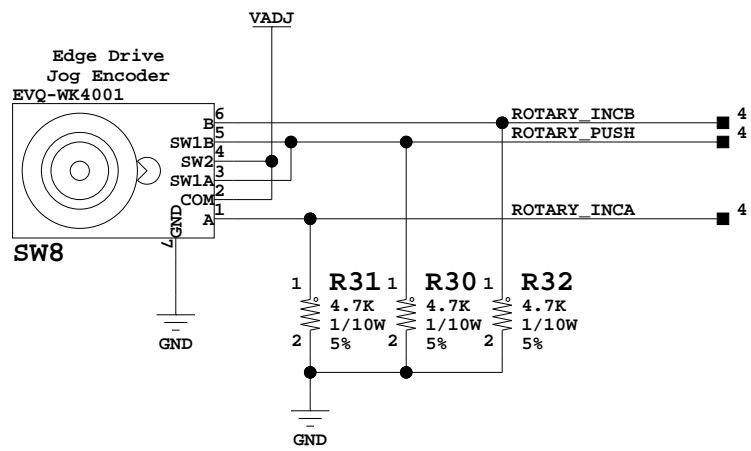 VADJ
Edge Drive
Jog Encoder
EVQ-WK4001
B 6 ROTARY_INCB 4
SW1B 5 ROTARY_PUSH 4
SW2 4
SW1A 3
COM 2
A 1 ROTARY_INCA 4
GND 7
SW8
1 R31 1 R30 1 R32
4.7K 4.7K 4.7K
1/10W 1/10W 1/10W
2 5% 2 5% 2 5%
GND
GND